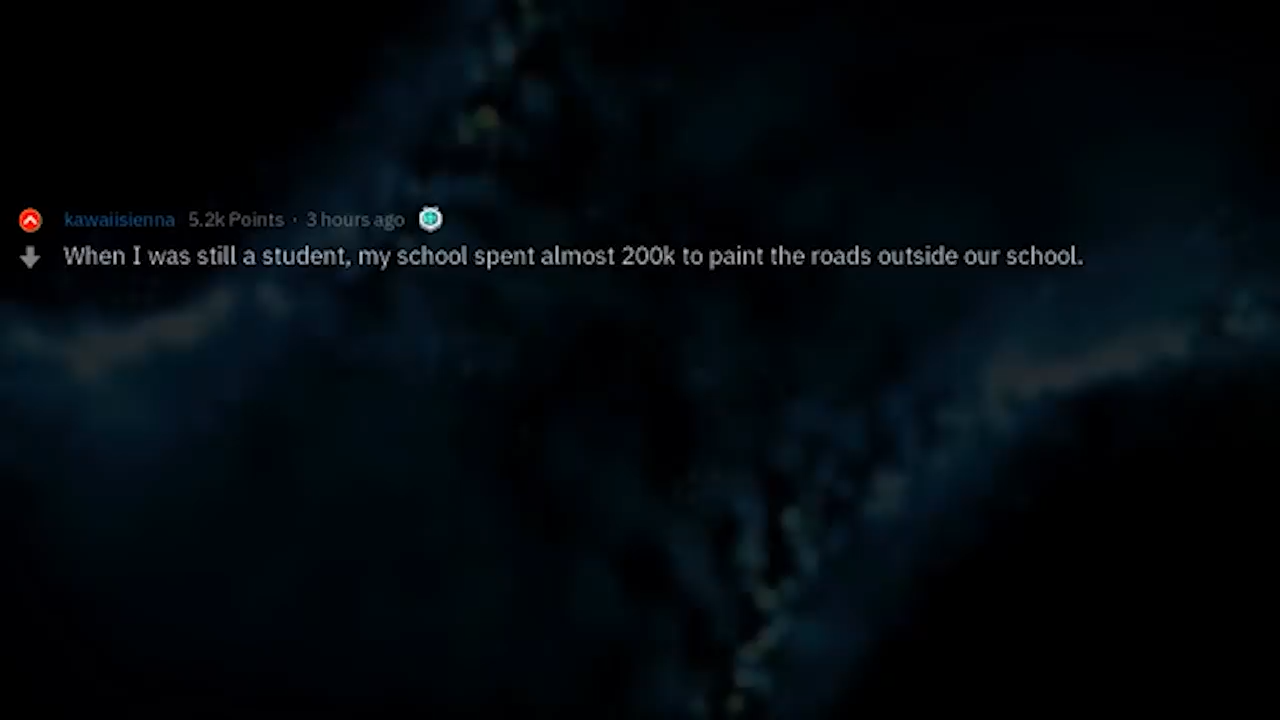 kawaiisienna 5.2k Points · 3 hours ago
When I was still a student, my school spent almost 200k to paint the roads outside our school.